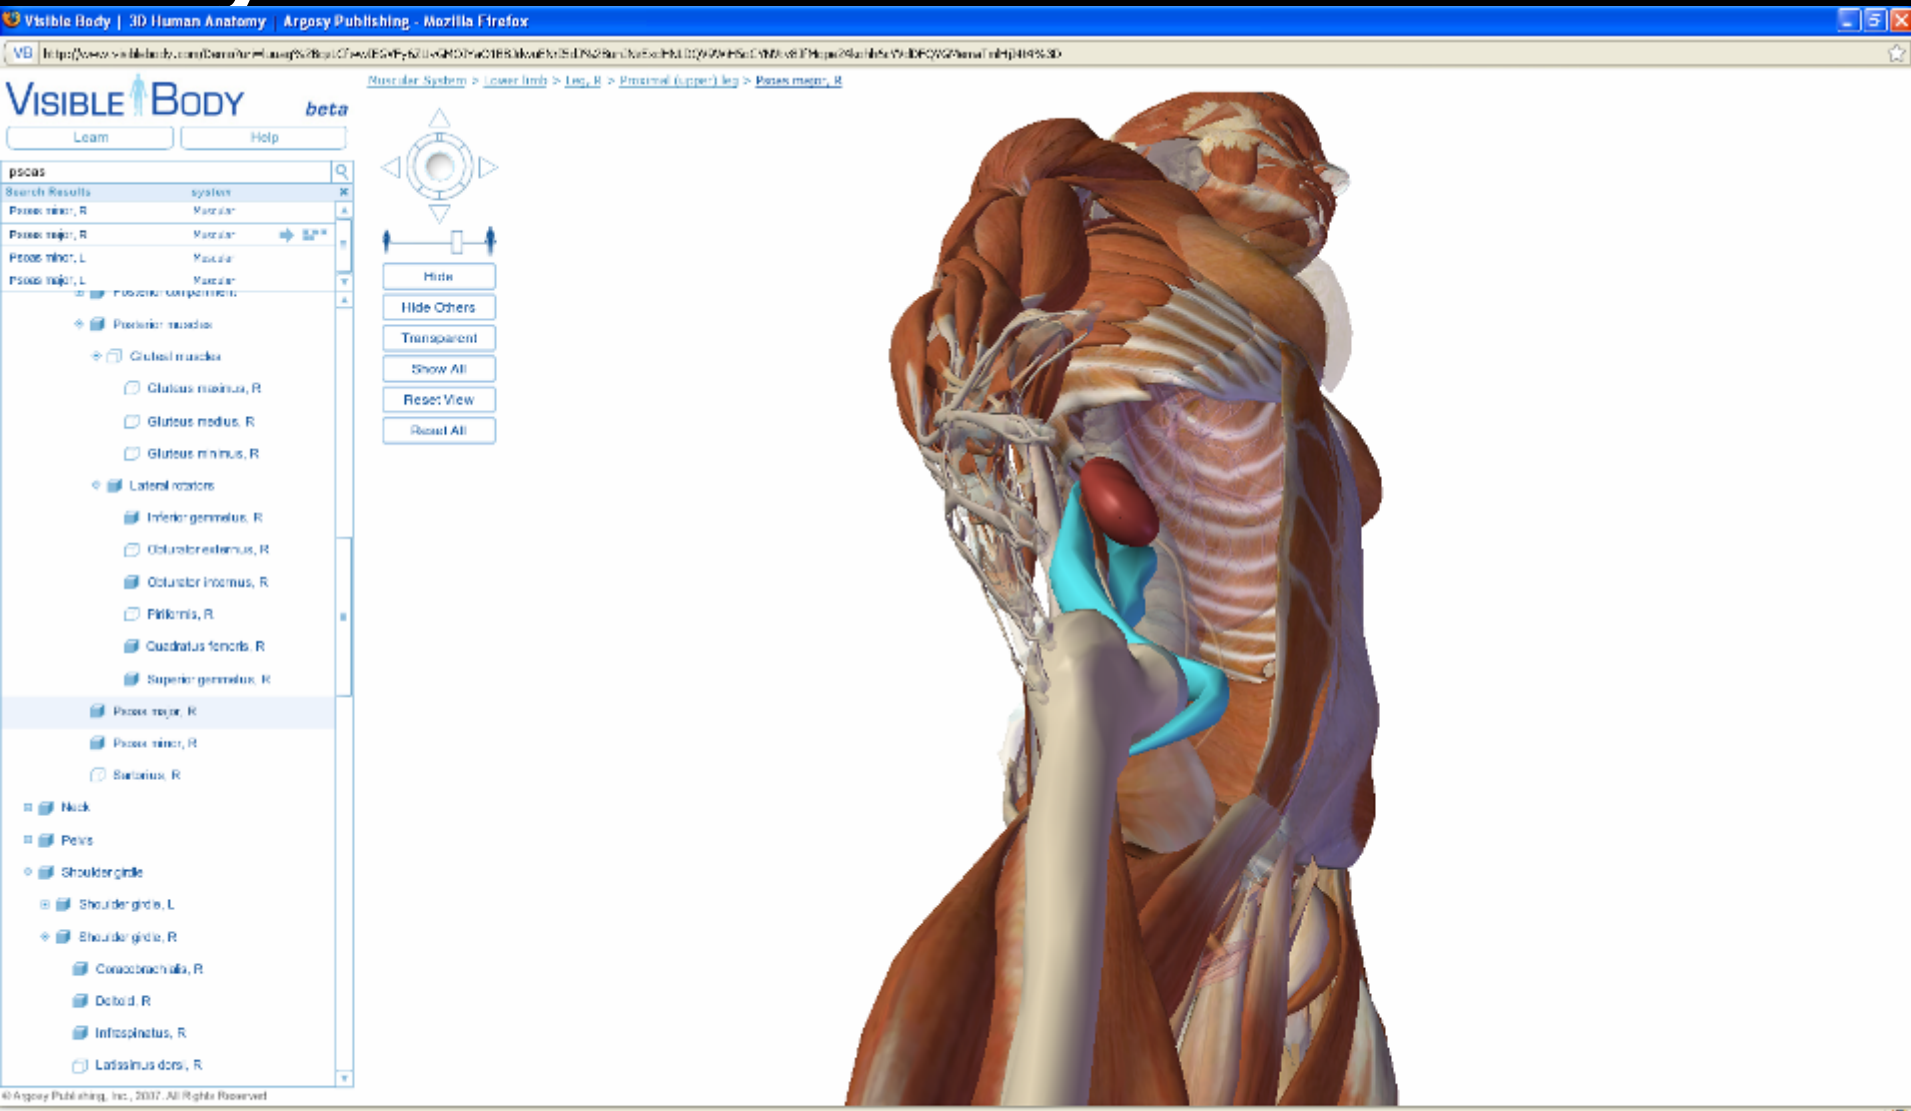 Visible Body | 3D Human Anatomy | Argosy Publishing - Mozilla Firefox
VB
Muscular System > Lower limb > Leg, R > Proximal (upper) leg > Psoas major, R
VISIBLE BODY beta
Learn Help
psoas
Search Results system
Psoas minor, R Muscular
Psoas major, R Muscular
Psoas minor, L Muscular
Psoas major, L Muscular
Posterior compartment
Posterior muscles
Gluteal muscles
Gluteus maximus, R
Gluteus medius, R
Gluteus minimus, R
Lateral rotators
Inferior gemmelus, R
Obturator externus, R
Obturator internus, R
Piriformis, R
Quadratus femoris, R
Superior gemmelus, R
Psoas major, R
Psoas minor, R
Sartorius, R
Neck
Pelvis
Shoulder girdle
Shoulder girdle, L
Shoulder girdle, R
Coracobrachialis, R
Deltoid, R
Infraspinatus, R
Latissimus dorsi, R
© Argosy Publishing, Inc., 2007. All Rights Reserved
Hide
Hide Others
Transparent
Show All
Reset View
Reset All